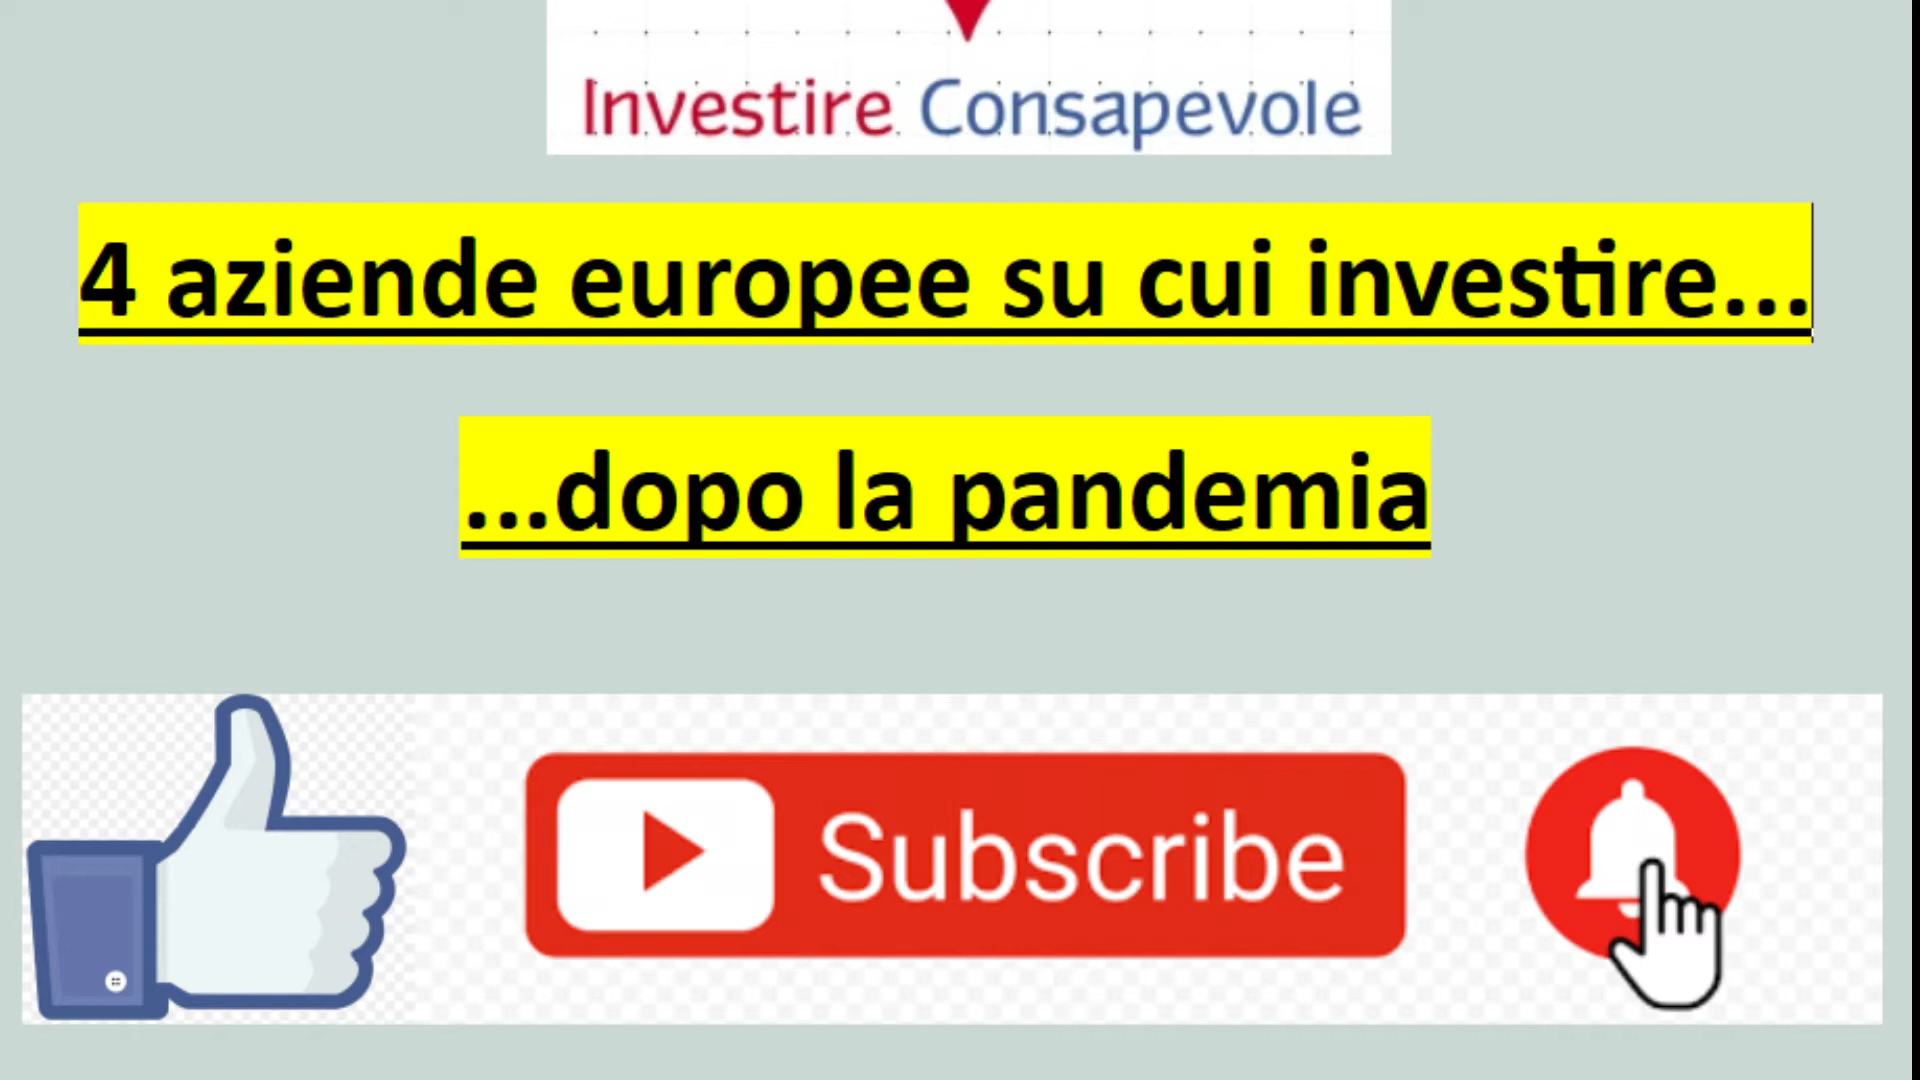 Investire Consapevole
4 aziende europee su cui investire...
...dopo la pandemia
Subscribe